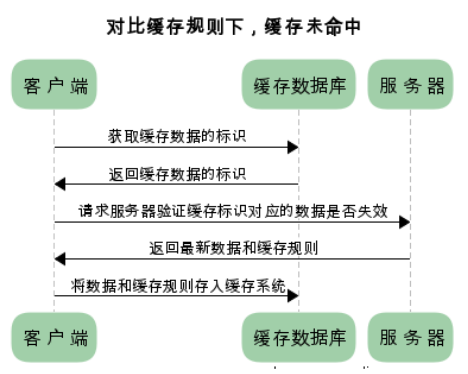 对比缓存规则下，缓存未命中
客户端 缓存数据库 服务器
获取缓存数据的标识
返回缓存数据的标识
请求服务器验证缓存标识对应的数据是否失效
返回最新数据和缓存规则
将数据和缓存规则存入缓存系统
客户端 缓存数据库 服务器